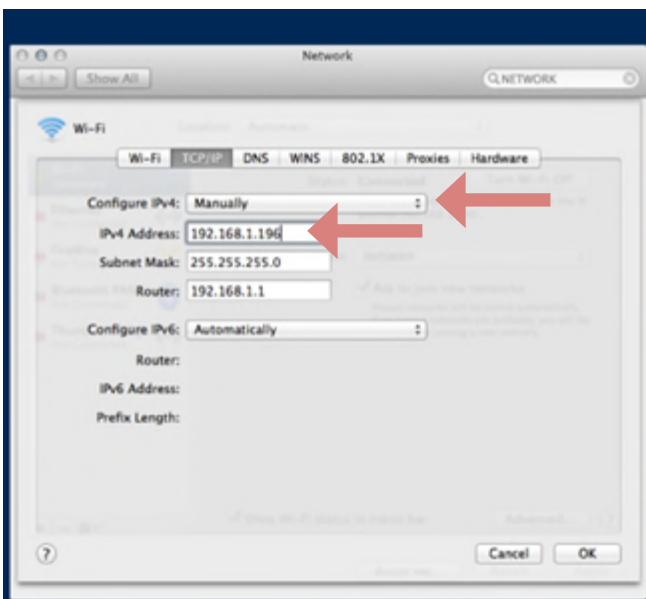 Network
Show All
NETWORK
Wi-Fi
Wi-Fi TCP/IP DNS WINS 802.1X Proxies Hardware
Configure IPv4: Manually
IPv4 Address: 192.168.1.196
Subnet Mask: 255.255.255.0
Router: 192.168.1.1
Configure IPv6: Automatically
Router:
IPv6 Address:
Prefix Length:
?
Cancel OK